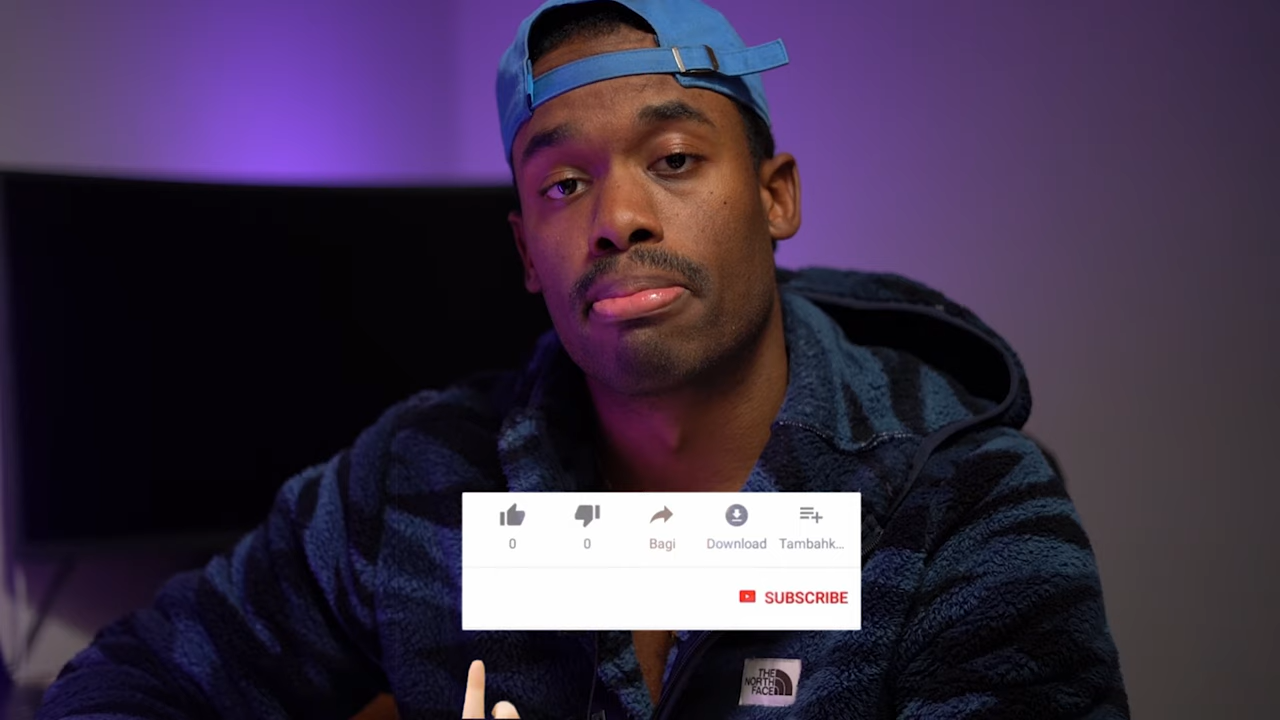 0
0
Bagi
Download
Tambahk...
SUBSCRIBE
THE
NORTH
FACE